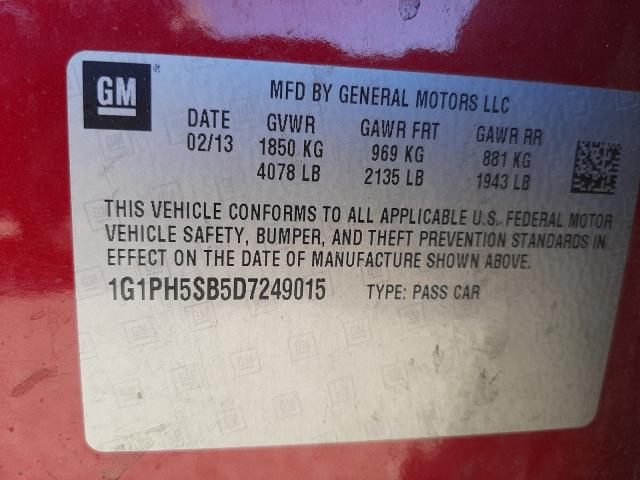 GM ®
MFD BY GENERAL MOTORS LLC
DATE GVWR GAWR FRT GAWR RR
02/13 1850 KG 969 KG 881 KG
4078 LB 2135 LB 1943 LB
THIS VEHICLE CONFORMS TO ALL APPLICABLE U.S. FEDERAL MOTOR
VEHICLE SAFETY, BUMPER, AND THEFT PREVENTION STANDARDS IN
EFFECT ON THE DATE OF MANUFACTURE SHOWN ABOVE.
1G1PH5SB5D7249015 TYPE: PASS CAR